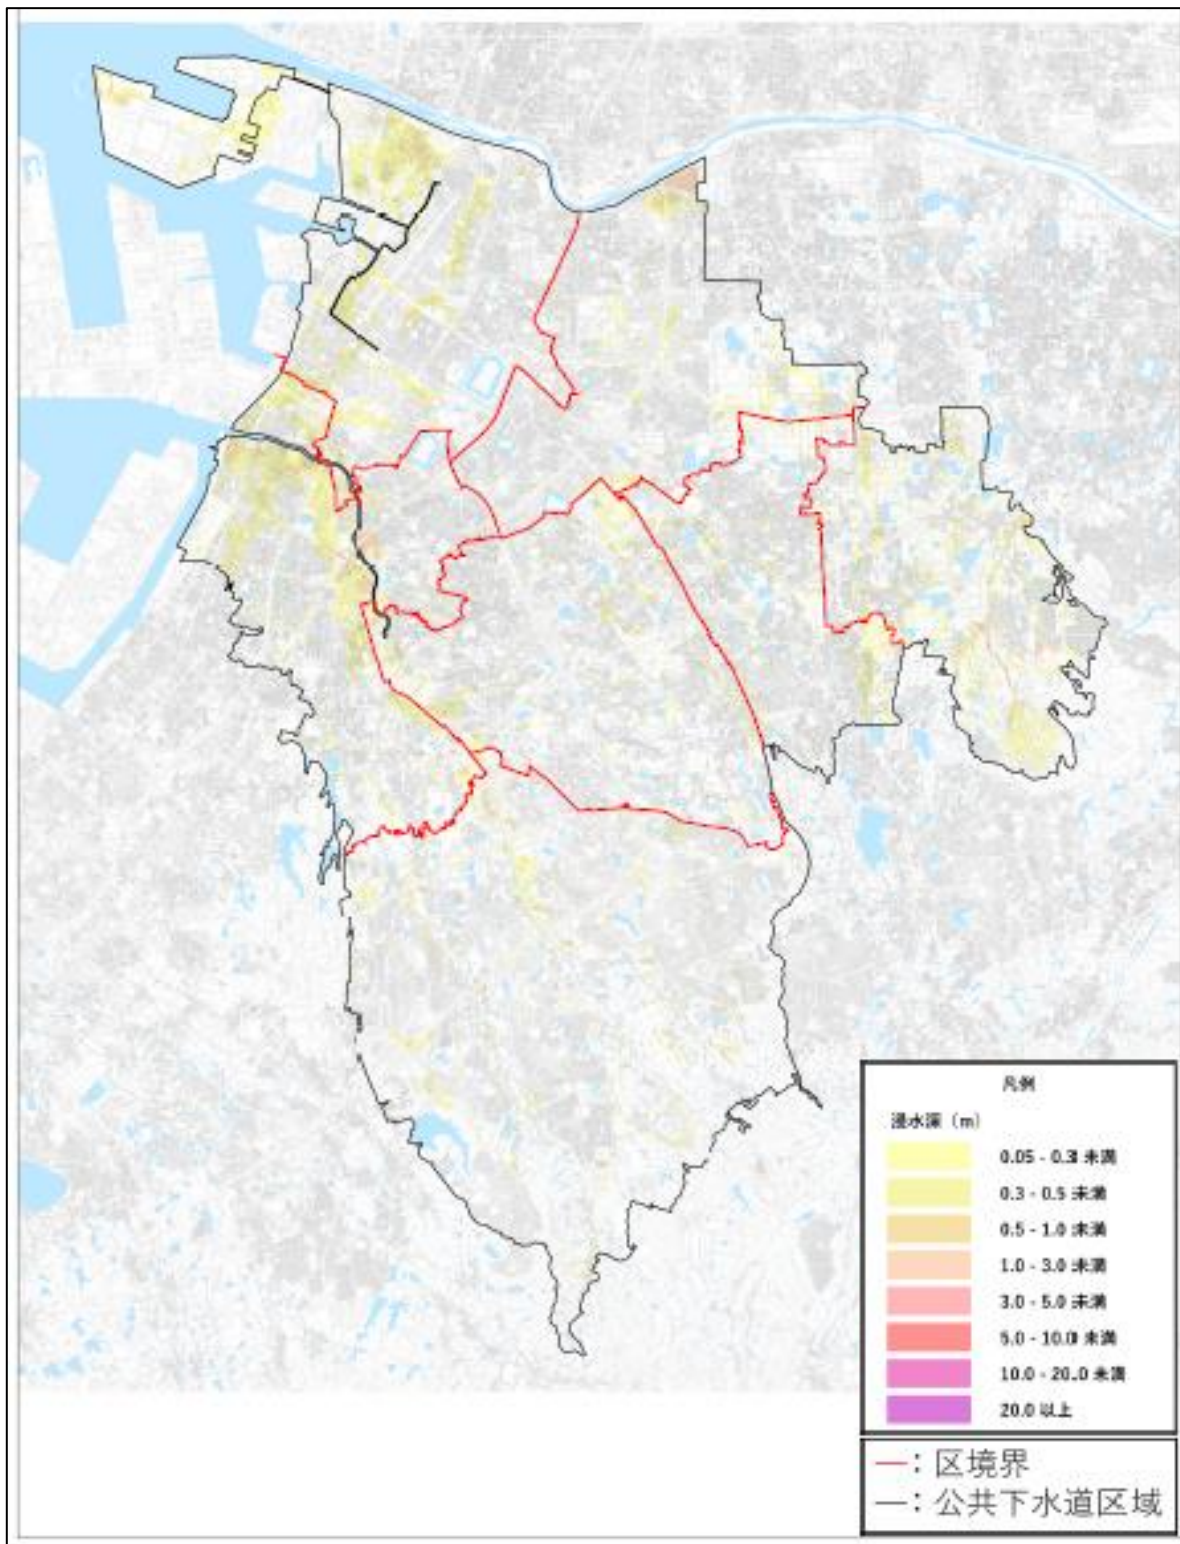 凡例
浸水深（m）
0.05 - 0.3 未満
0.3 - 0.5 未満
0.5 - 1.0 未満
1.0 - 3.0 未満
3.0 - 5.0 未満
5.0 - 10.0 未満
10.0 - 20.0 未満
20.0 以上
―：区境界
―：公共下水道区域